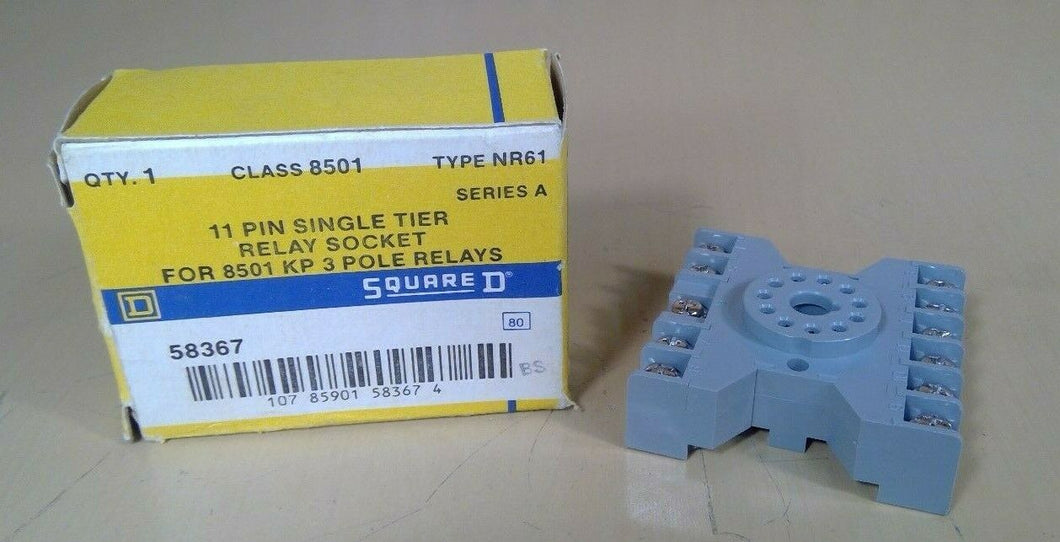 QTY. 1 CLASS 8501 TYPE NR61
SERIES A
11 PIN SINGLE TIER
RELAY SOCKET
FOR 8501 KP 3 POLE RELAYS
D SQUARE D®
80
58367
BS
107 85901 58367 4